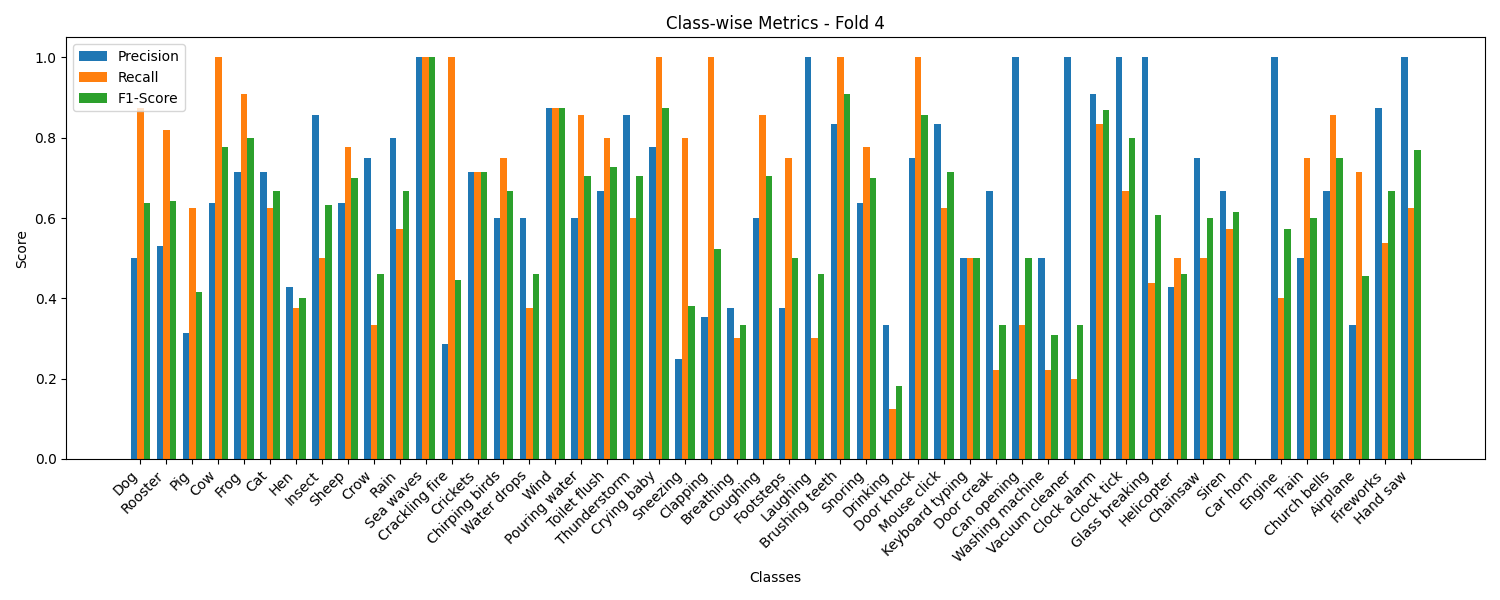 Class-wise Metrics - Fold 4
Precision
Recall
F1-Score
1.0
0.8
0.6
0.4
0.2
0.0
Score
Dog
Rooster
Pig
Cow
Frog
Cat
Hen
Insect
Sheep
Crow
Rain
Sea waves
Crackling fire
Crickets
Chirping birds
Water drops
Wind
Pouring water
Toilet flush
Thunderstorm
Crying baby
Sneezing
Clapping
Breathing
Coughing
Footsteps
Laughing
Brushing teeth
Snoring
Drinking
Door knock
Mouse click
Keyboard typing
Door creak
Can opening
Washing machine
Vacuum cleaner
Clock alarm
Clock tick
Glass breaking
Helicopter
Chainsaw
Siren
Car horn
Engine
Train
Church bells
Airplane
Fireworks
Hand saw
Classes